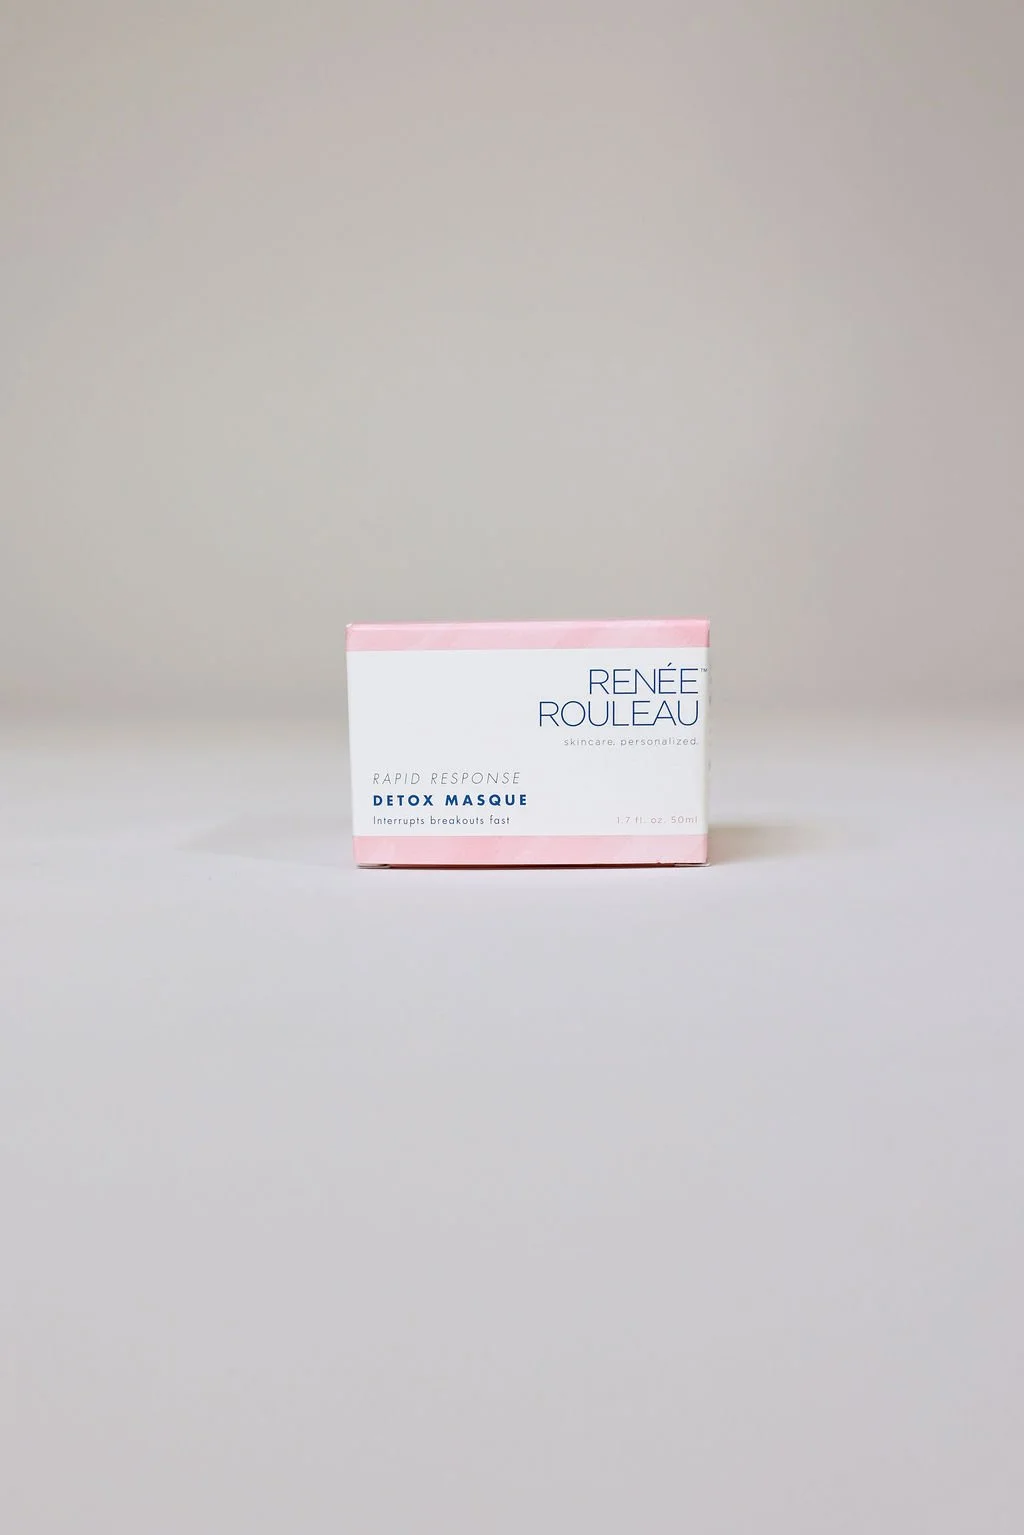 RENÉE™
ROULEAU
skincare. personalized.
RAPID RESPONSE
DETOX MASQUE
Interrupts breakouts fast
1.7 fl. oz. 50ml